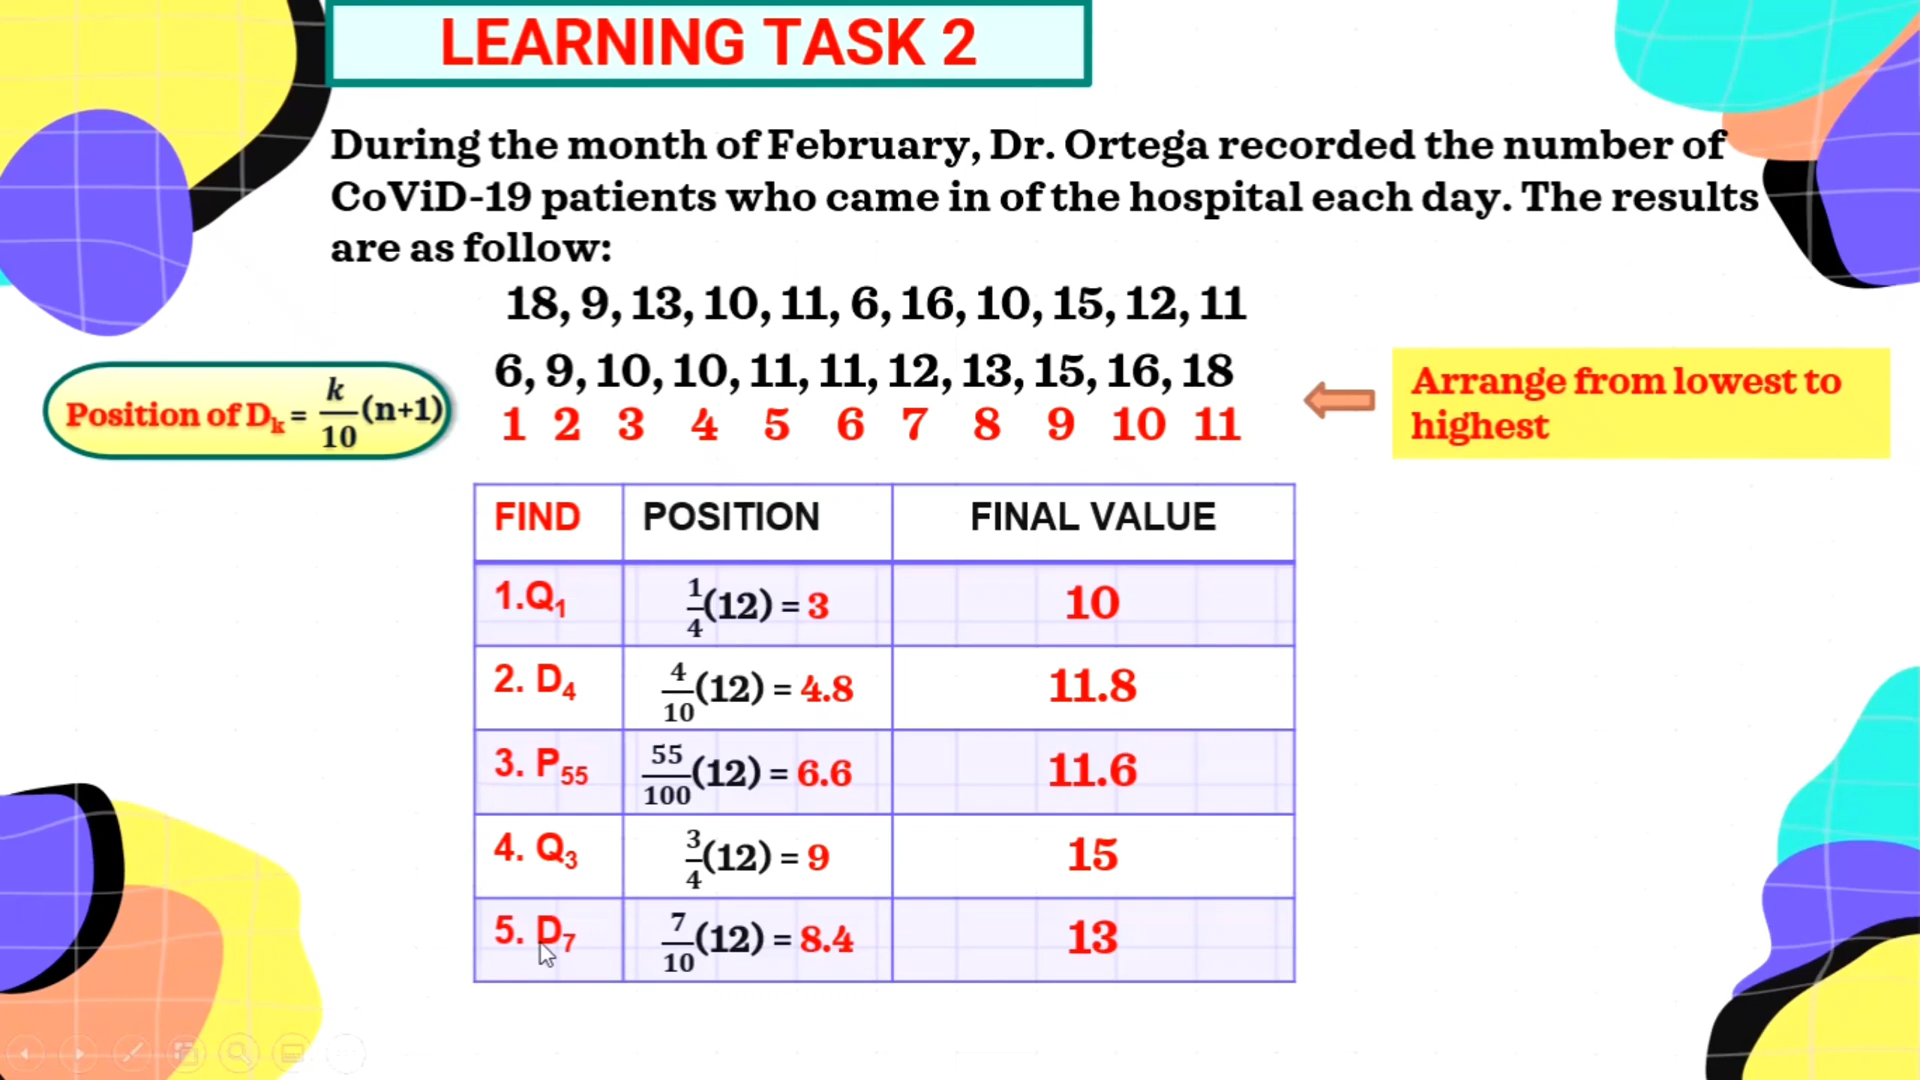 LEARNING TASK 2
During the month of February, Dr. Ortega recorded the number of
CoViD-19 patients who came in of the hospital each day. The results
are as follow:
18, 9, 13, 10, 11, 6, 16, 10, 15, 12, 11
6, 9, 10, 10, 11, 11, 12, 13, 15, 16, 18
1 2 3 4 5 6 7 8 9 10 11
Position of Dₖ = k/10 (n+1)
Arrange from lowest to
highest
FIND POSITION FINAL VALUE
1.Q₁ 1/4(12) = 3 10
2. D₄ 4/10(12) = 4.8 11.8
3. P₅₅ 55/100(12) = 6.6 11.6
4. Q₃ 3/4(12) = 9 15
5. D₇ 7/10(12) = 8.4 13